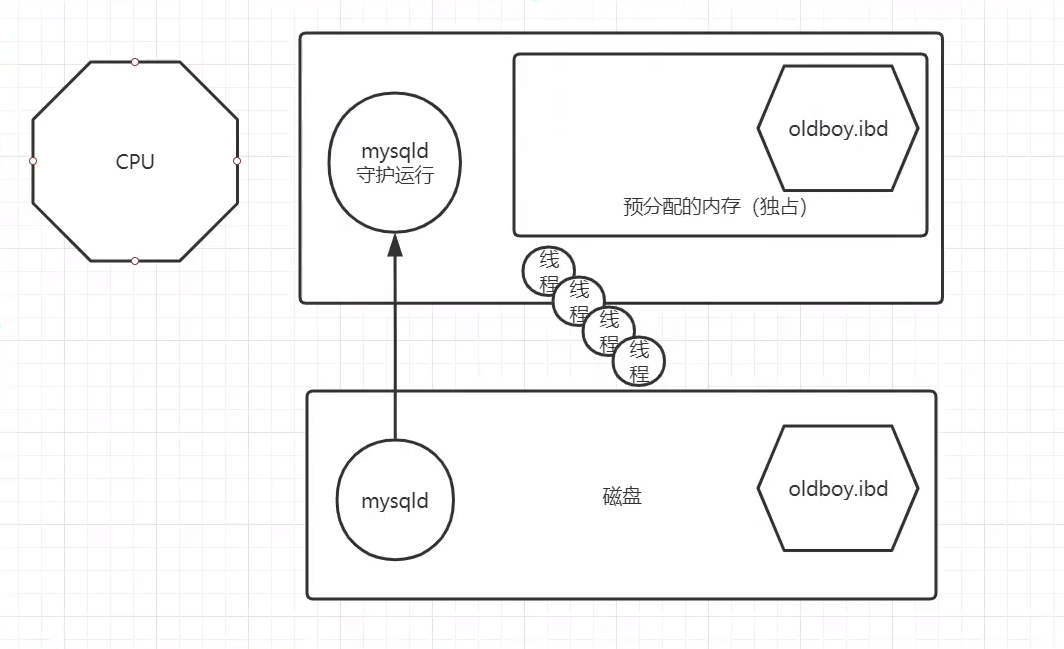 CPU
mysqld
守护运行
oldboy.ibd
预分配的内存（独占）
线
程
线
程
线
程
线
程
mysqld
磁盘
oldboy.ibd